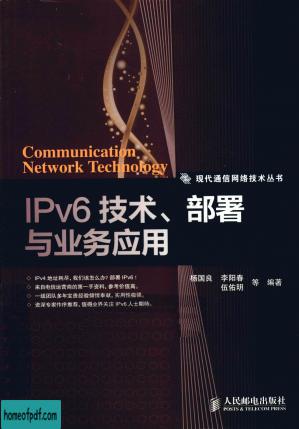 Communication
Network Technology
现代通信网络技术丛书
IPv6 技术、部署
与业务应用
杨国良 李阳春 等 编著
伍佑明
IPv4 地址耗尽，我们该怎么办？部署 IPv6！
来自电信运营商的第一手资料，参考价值高。
一线团队多年宝贵经验倾情奉献，实用性极强。
资深专家作序推荐，值得业界关注 IPv6 人士期待。
人民邮电出版社
POSTS & TELECOM PRESS
homeofpdf.com